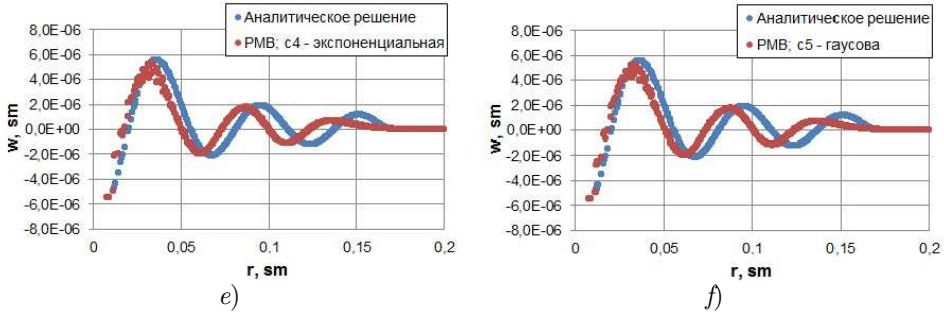 Аналитическое решение
РМВ; с4 - экспоненциальная
8,0E-06
6,0E-06
4,0E-06
2,0E-06
0,0E+00
-2,0E-06
-4,0E-06
-6,0E-06
-8,0E-06
w, sm
0 0,05 0,1 0,15 0,2
r, sm
e)
Аналитическое решение
РМВ; с5 - гаусова
8,0E-06
6,0E-06
4,0E-06
2,0E-06
0,0E+00
-2,0E-06
-4,0E-06
-6,0E-06
-8,0E-06
w, sm
0 0,05 0,1 0,15 0,2
r, sm
f)